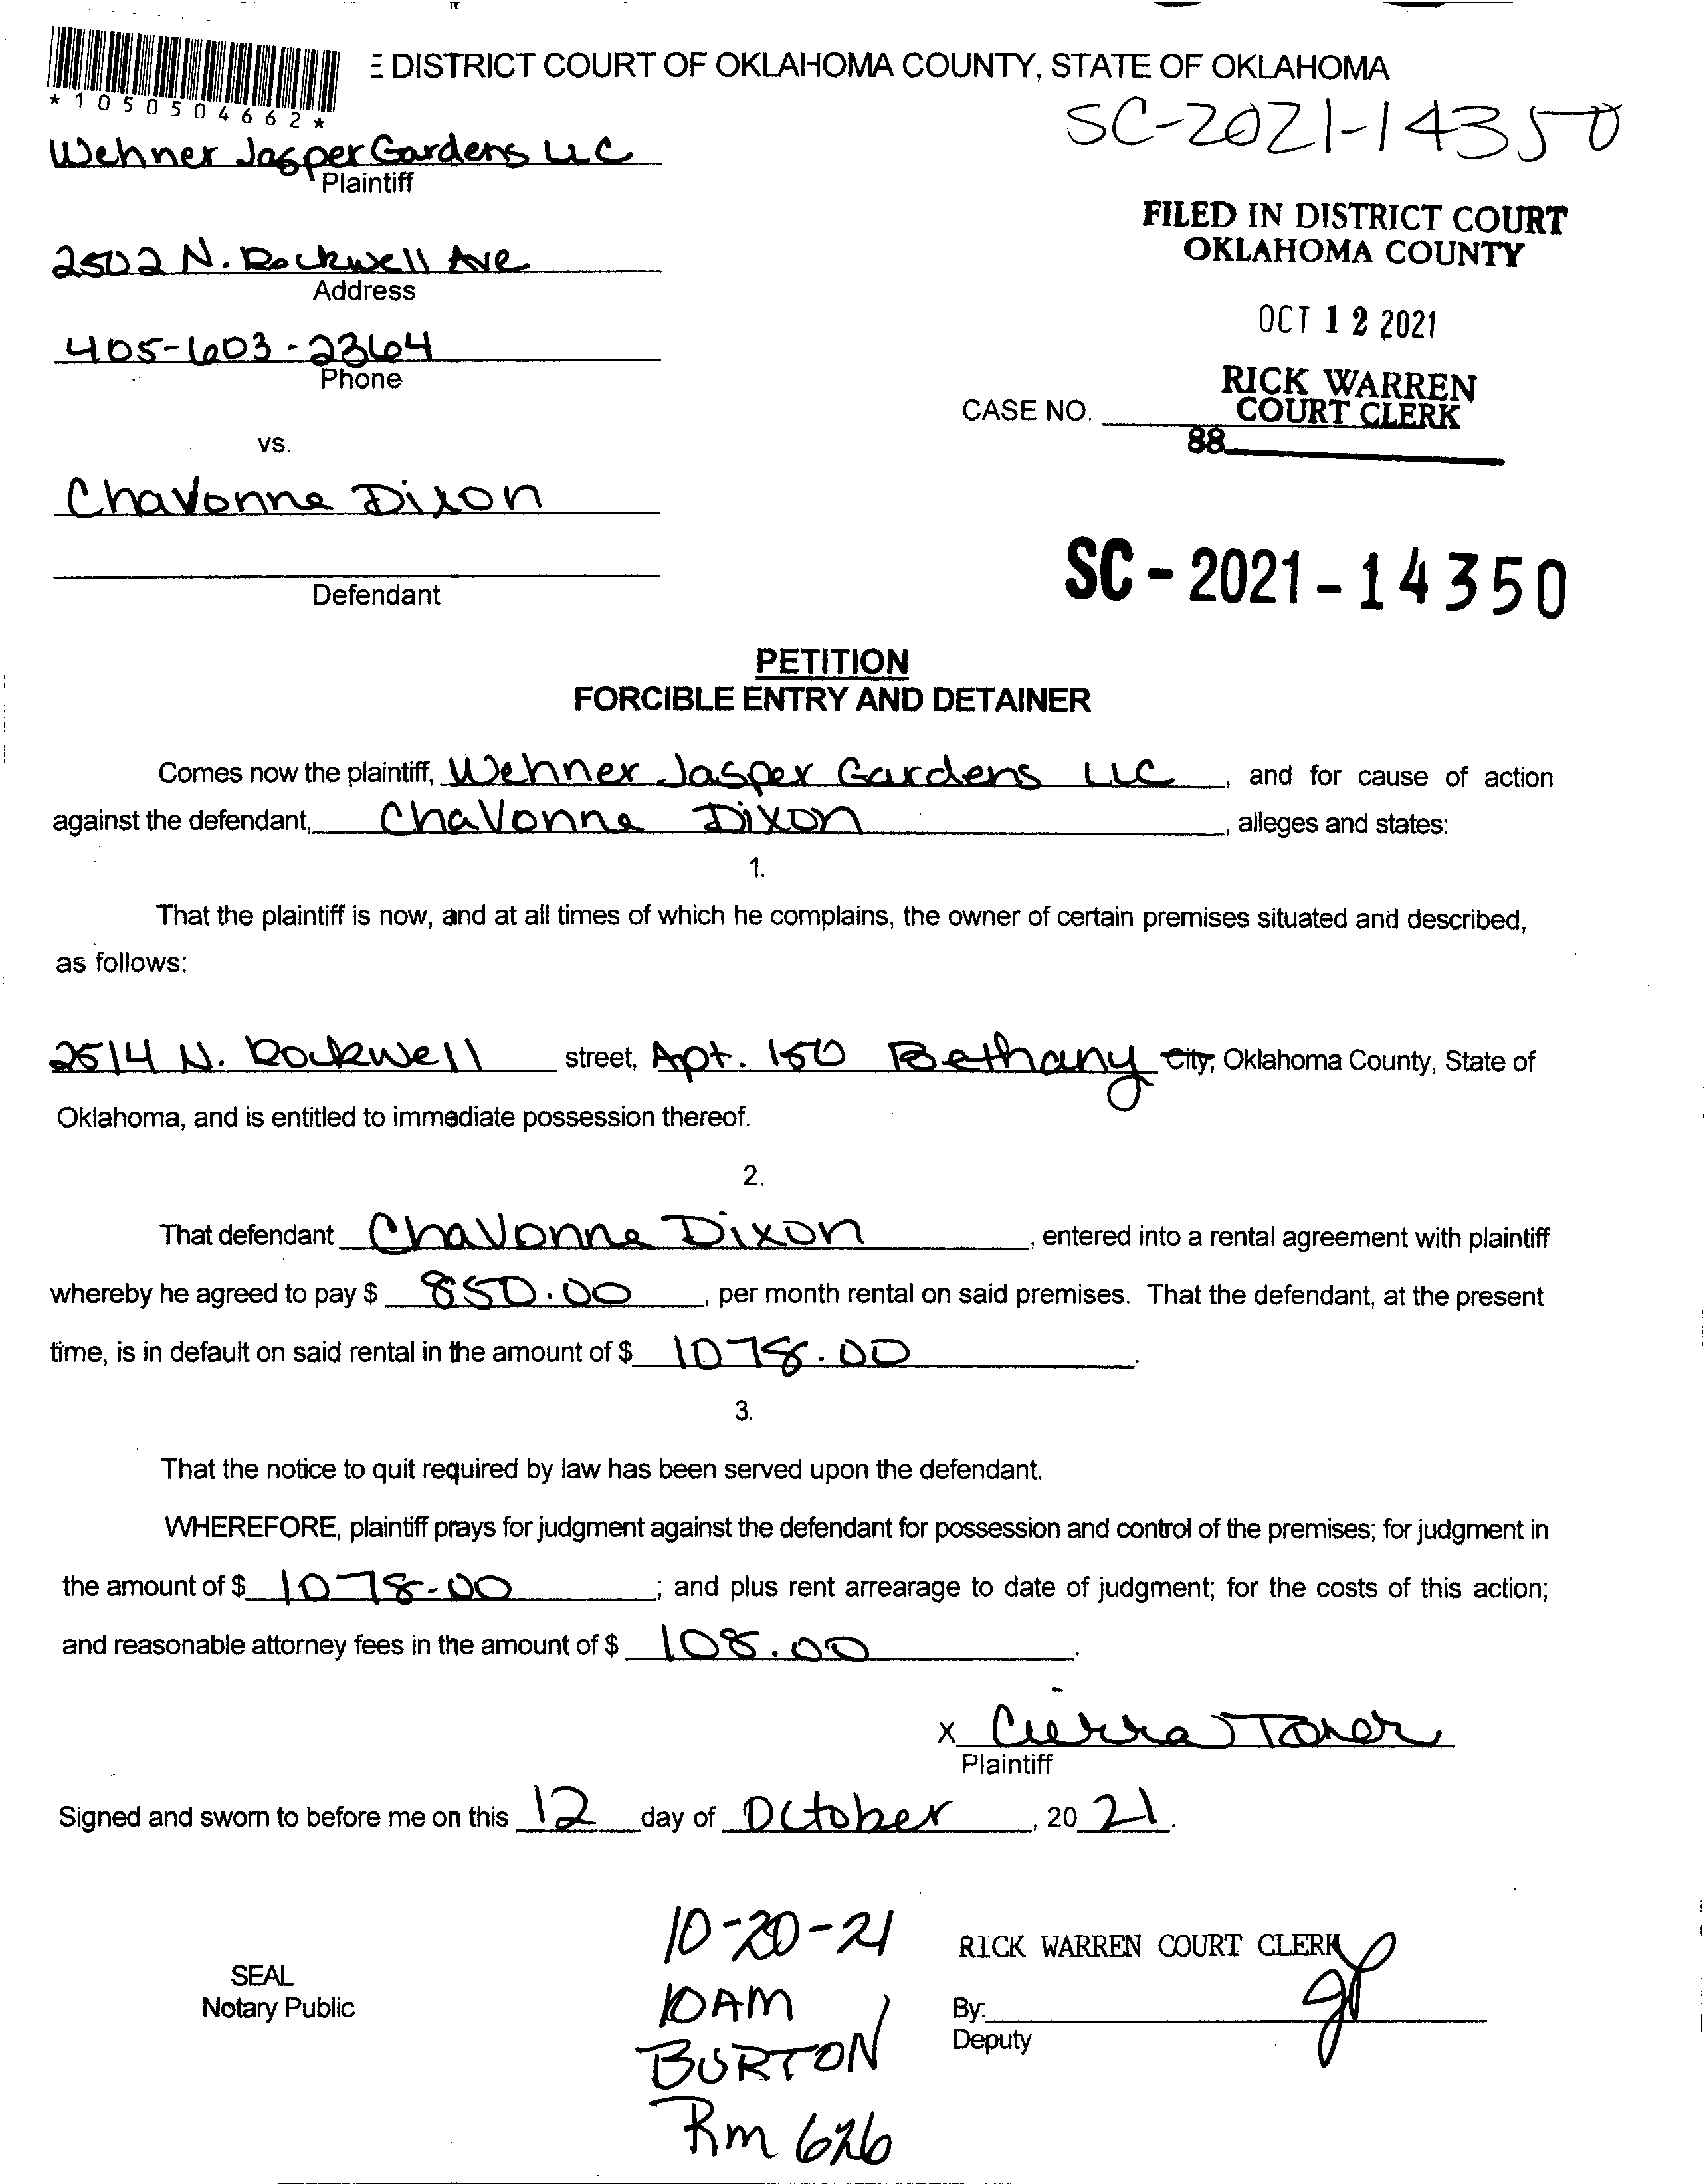 E DISTRICT COURT OF OKLAHOMA COUNTY, STATE OF OKLAHOMA
*1050504662*
SC-2021-14350
Wehner Jasper Gardens LLC
Plaintiff
FILED IN DISTRICT COURT
OKLAHOMA COUNTY
2502 N. Rockwell Ave
Address
OCT 12 2021
405-603-2364
Phone
RICK WARREN
COURT CLERK
CASE NO.
88
vs.
Chavonne Dixon
Defendant
SC-2021-14350
PETITION
FORCIBLE ENTRY AND DETAINER
Comes now the plaintiff, Wehner Jasper Gardens LLC, and for cause of action
against the defendant, Chavonne Dixon, alleges and states:
1.
That the plaintiff is now, and at all times of which he complains, the owner of certain premises situated and described,
as follows:
2514 N. Rockwell street, Apt. 150 Bethany City, Oklahoma County, State of
Oklahoma, and is entitled to immediate possession thereof.
2.
That defendant Chavonne Dixon, entered into a rental agreement with plaintiff
whereby he agreed to pay $ 850.00, per month rental on said premises. That the defendant, at the present
time, is in default on said rental in the amount of $ 1078.00.
3.
That the notice to quit required by law has been served upon the defendant.
WHEREFORE, plaintiff prays for judgment against the defendant for possession and control of the premises; for judgment in
the amount of $ 1078.00; and plus rent arrearage to date of judgment; for the costs of this action;
and reasonable attorney fees in the amount of $ 108.00.
X Cierra Toner
Plaintiff
Signed and sworn to before me on this 12 day of October, 2021.
10-20-21
RICK WARREN COURT CLERK
SEAL
Notary Public
10AM
By:
Deputy
BURTON
Rm 626